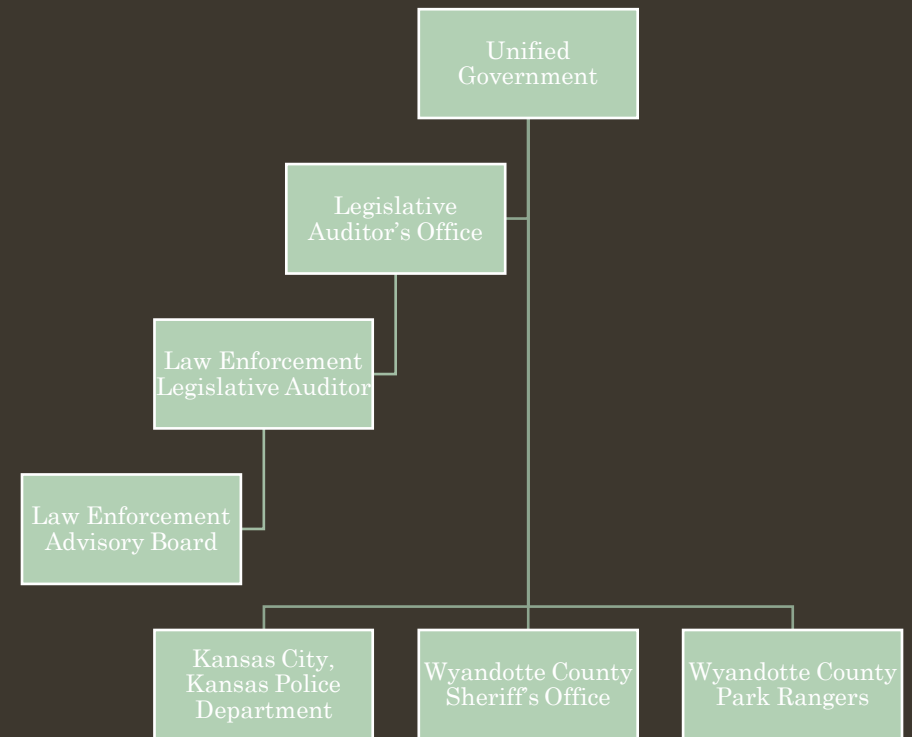 Unified
Government
Legislative
Auditor’s Office
Law Enforcement
Legislative Auditor
Law Enforcement
Advisory Board
Kansas City,
Kansas Police
Department
Wyandotte County
Sheriff’s Office
Wyandotte County
Park Rangers